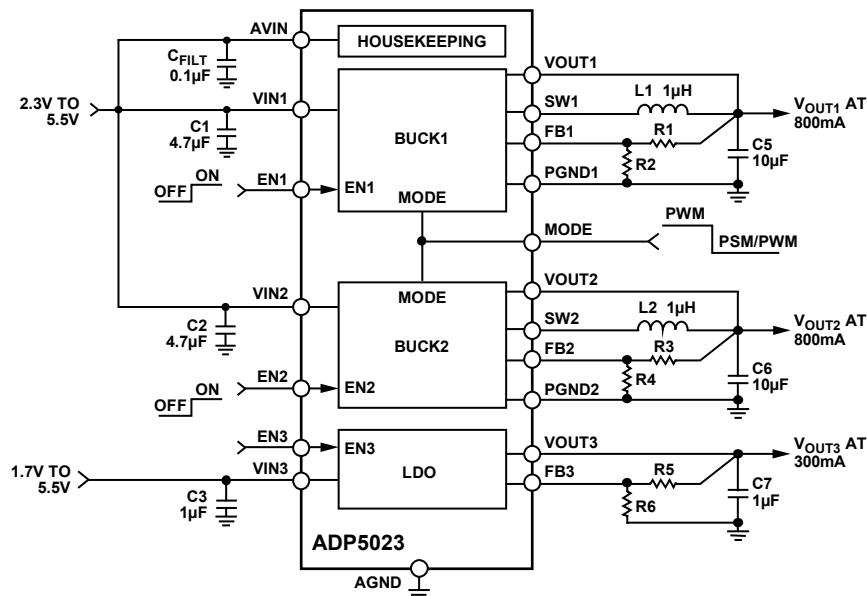 AVIN
HOUSEKEEPING
CFILT
0.1µF
2.3V TO
5.5V
VIN1
C1
4.7µF
ON
OFF
EN1
EN1
BUCK1
MODE
VOUT1
SW1
FB1
PGND1
L1 1µH
R1
R2
C5
10µF
VOUT1 AT
800mA
MODE
PWM
PSM/PWM
VIN2
C2
4.7µF
ON
OFF
EN2
EN2
MODE
BUCK2
VOUT2
SW2
FB2
PGND2
L2 1µH
R3
R4
C6
10µF
VOUT2 AT
800mA
EN3
EN3
1.7V TO
5.5V
VIN3
C3
1µF
LDO
VOUT3
FB3
R5
R6
C7
1µF
VOUT3 AT
300mA
ADP5023
AGND